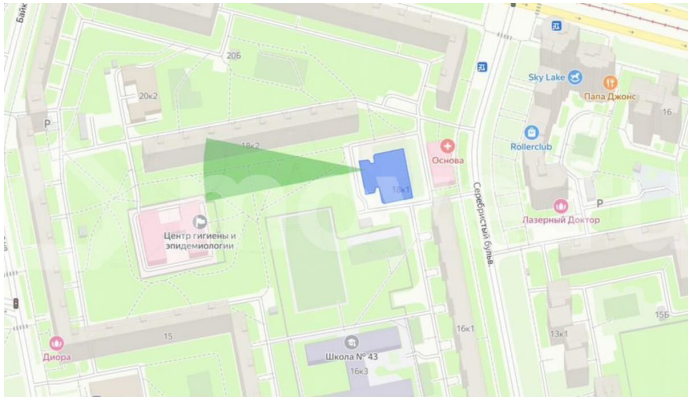 Байк
20Б
Sky Lake
20к2
Папа Джонс
16
Р
18к2
Основа
Rollerclub
18к1
Серебристый бульв.
Р
Лазерный Доктор
Центр гигиены и
эпидемиологии
15
Диора
Школа № 43
16к3
16к1
13к1
15Б